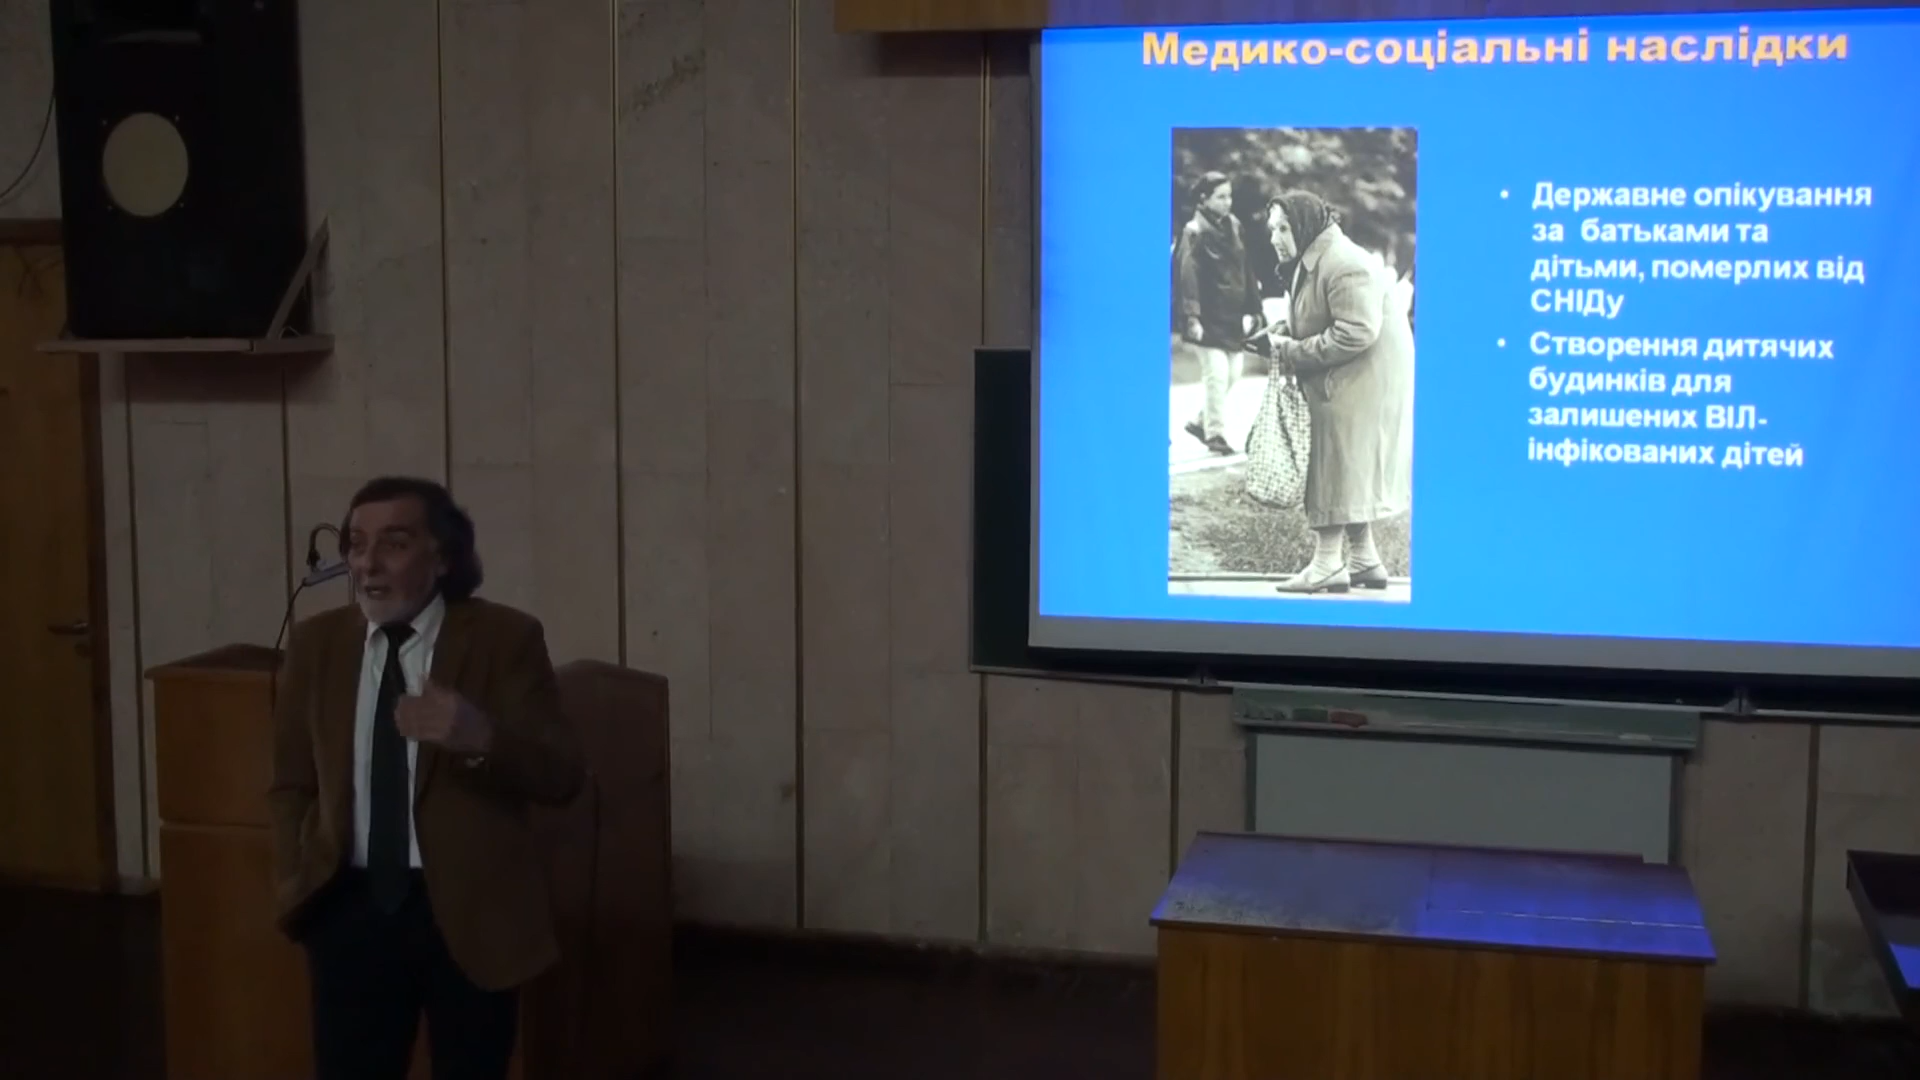 Медико-соціальні наслідки
• Державне опікування
за батьками та
дітьми, померлих від
СНІДу
• Створення дитячих
будинків для
залишених ВІЛ-
інфікованих дітей